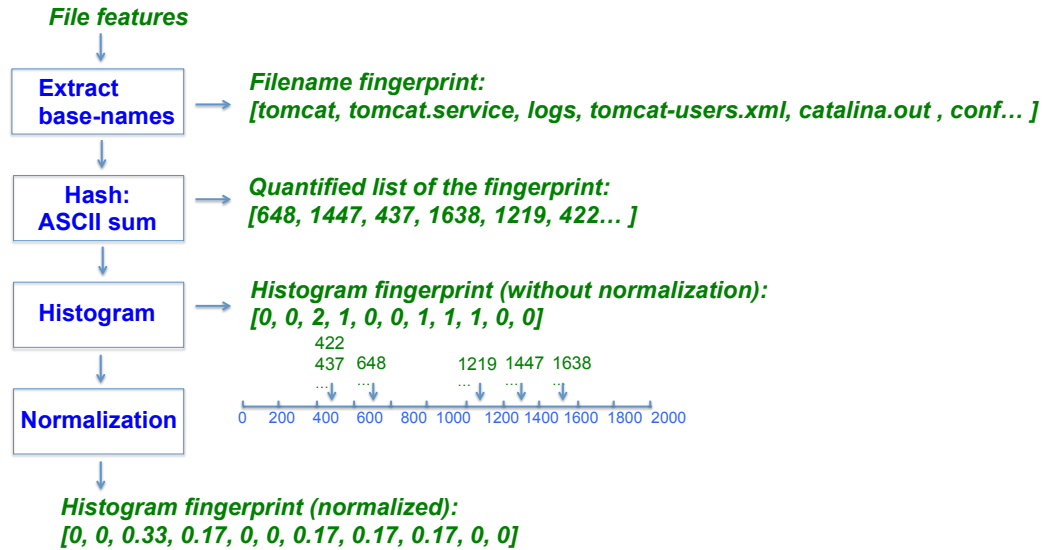 File features
Extract
base-names
Filename fingerprint:
[tomcat, tomcat.service, logs, tomcat-users.xml, catalina.out , conf… ]
Hash:
ASCII sum
Quantified list of the fingerprint:
[648, 1447, 437, 1638, 1219, 422… ]
Histogram
Histogram fingerprint (without normalization):
[0, 0, 2, 1, 0, 0, 1, 1, 1, 0, 0]
422
437 648 1219 1447 1638
... ... ... ... ...
Normalization
0 200 400 600 800 1000 1200 1400 1600 1800 2000
Histogram fingerprint (normalized):
[0, 0, 0.33, 0.17, 0, 0, 0.17, 0.17, 0.17, 0, 0]